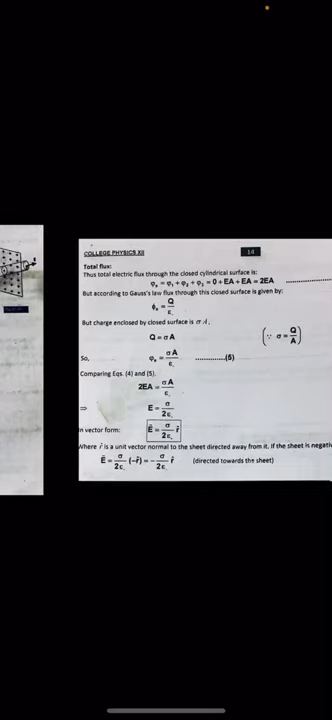 COLLEGE PHYSICS XII 14
Total flux:
Thus total electric flux through the closed cylindrical surface is:
φₑ = φ₁ + φ₂ + φ₃ = 0 + EA + EA = 2EA ..............
But according to Gauss's law flux through this closed surface is given by:
ϕₑ = Q/ε₀
But charge enclosed by closed surface is σA,
Q = σA (∵ σ = Q/A)
So, φₑ = σA/ε₀ ..............(5)
Comparing Eqs. (4) and (5).
2EA = σA/ε₀
⇒ E = σ/2ε₀
In vector form: E⃗ = σ/2ε₀ r̂
Where r̂ is a unit vector normal to the sheet directed away from it. If the sheet is negativ
E⃗ = σ/2ε₀ (-r̂) = - σ/2ε₀ r̂ (directed towards the sheet)